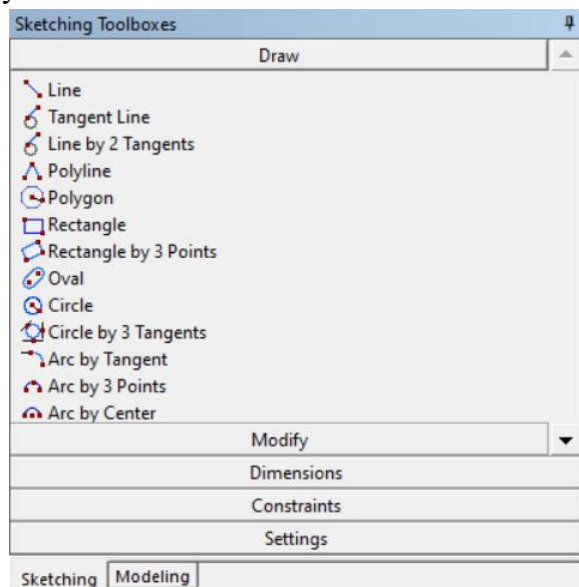 Sketching Toolboxes
Draw
Line
Tangent Line
Line by 2 Tangents
Polyline
Polygon
Rectangle
Rectangle by 3 Points
Oval
Circle
Circle by 3 Tangents
Arc by Tangent
Arc by 3 Points
Arc by Center
Modify
Dimensions
Constraints
Settings
Sketching Modeling